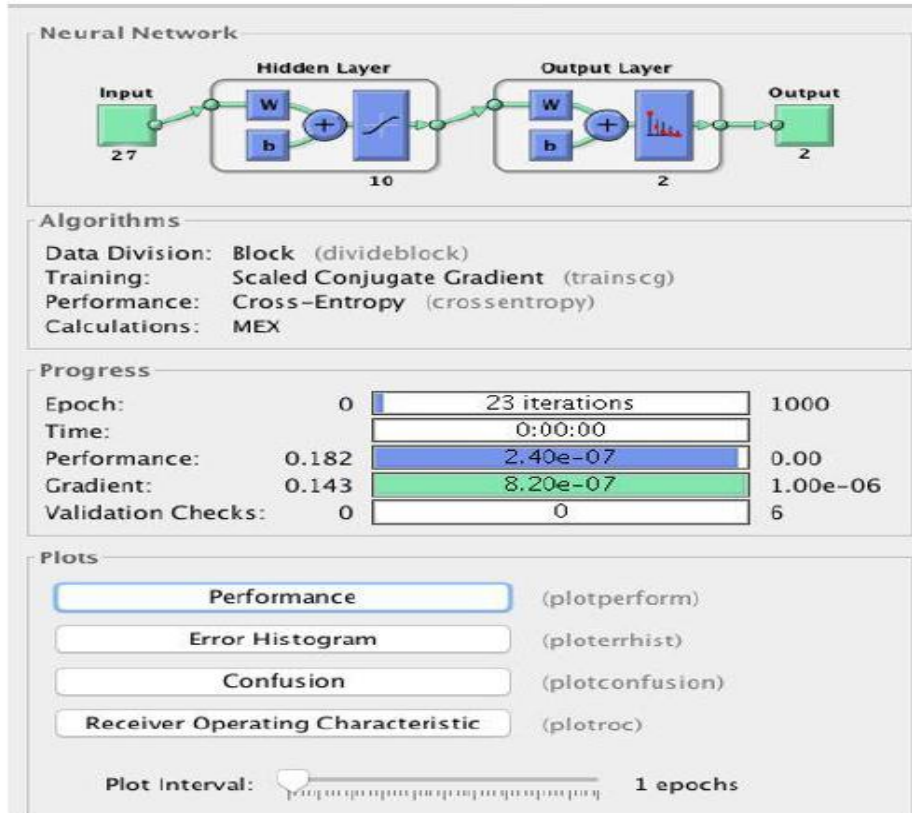 Neural Network
Hidden Layer Output Layer
Input Output
W W
b b
+ +
27 10 2 2
Algorithms
Data Division: Block (divideblock)
Training: Scaled Conjugate Gradient (trainscg)
Performance: Cross-Entropy (crossentropy)
Calculations: MEX
Progress
Epoch: 0 23 iterations 1000
Time: 0:00:00
Performance: 0.182 2.40e-07 0.00
Gradient: 0.143 8.20e-07 1.00e-06
Validation Checks: 0 0 6
Plots
Performance (plotperform)
Error Histogram (ploterrhist)
Confusion (plotconfusion)
Receiver Operating Characteristic (plotroc)
Plot Interval: 1 epochs